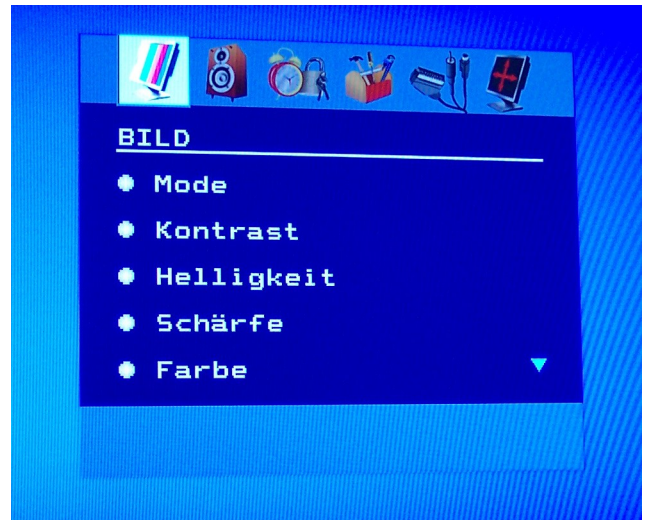 BILD
Mode
Kontrast
Helligkeit
Schärfe
Farbe